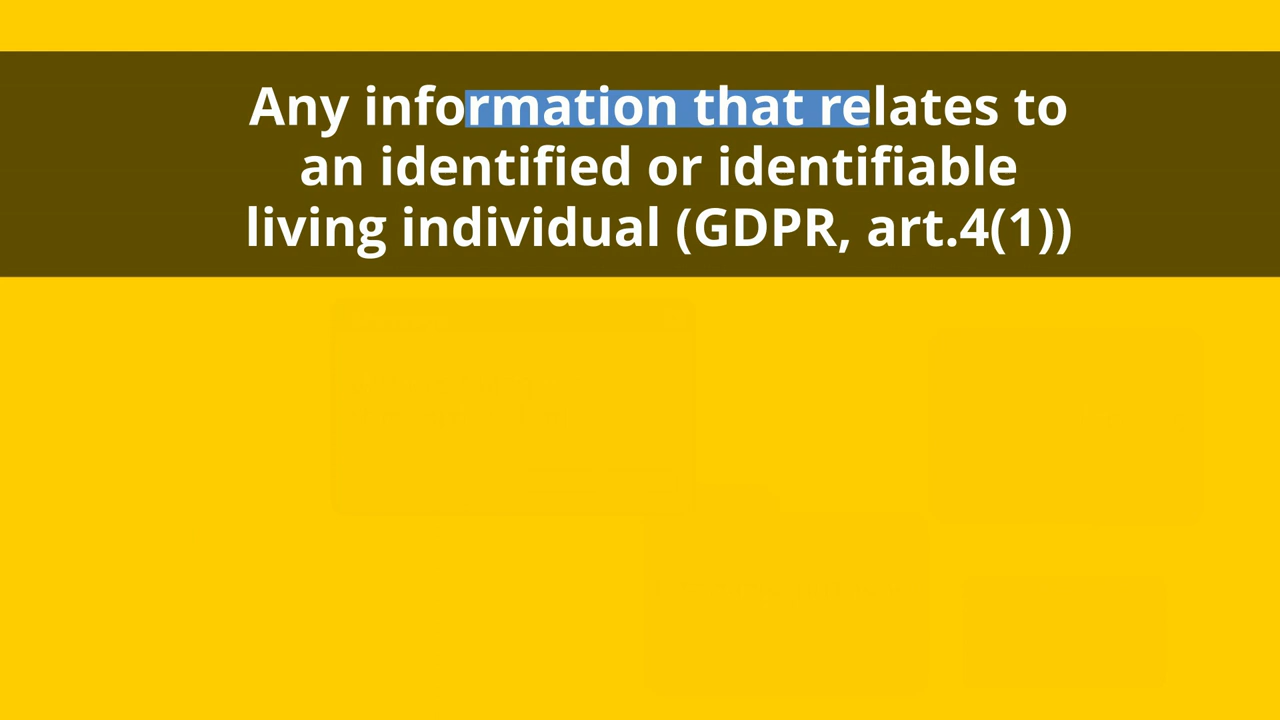 Any information that relates to
an identified or identifiable
living individual (GDPR, art.4(1))